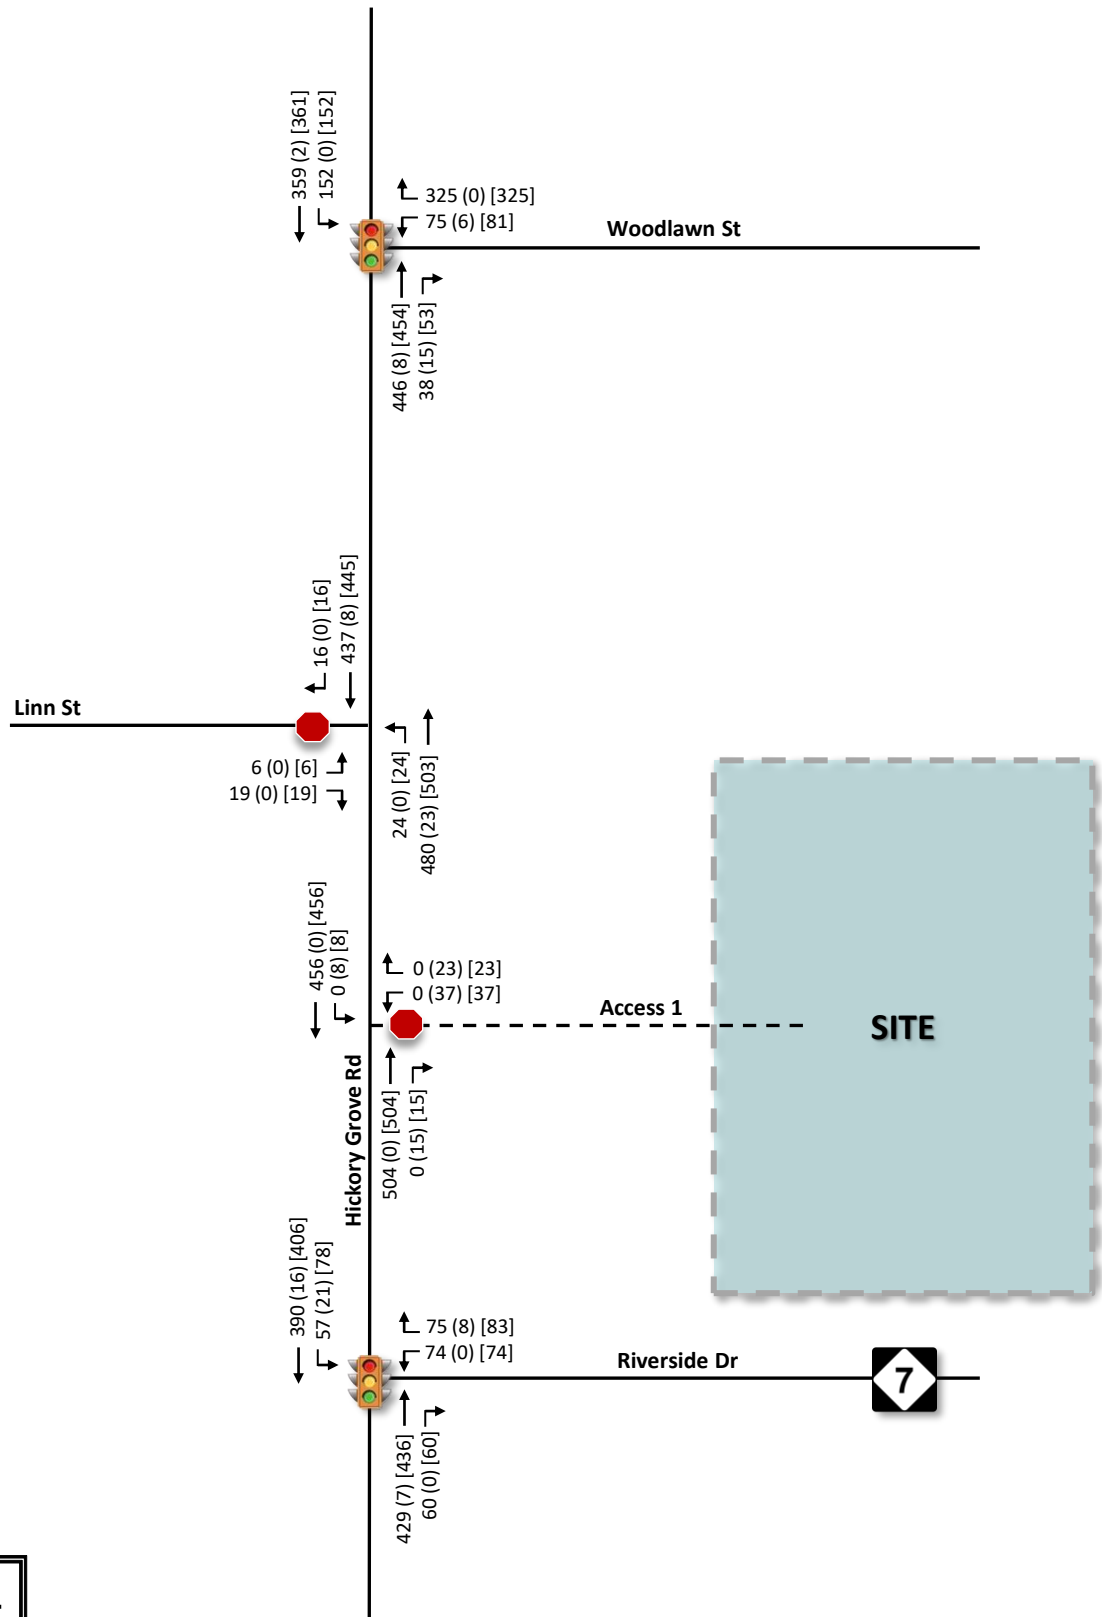 359 (2) [361]
152 (0) [152]
325 (0) [325]
75 (6) [81]
Woodlawn St
446 (8) [454]
38 (15) [53]
16 (0) [16]
437 (8) [445]
Linn St
6 (0) [6]
19 (0) [19]
24 (0) [24]
480 (23) [503]
456 (0) [456]
0 (8) [8]
0 (23) [23]
0 (37) [37]
Access 1
SITE
504 (0) [504]
0 (15) [15]
Hickory Grove Rd
390 (16) [406]
57 (21) [78]
75 (8) [83]
74 (0) [74]
Riverside Dr
7
429 (7) [436]
60 (0) [60]